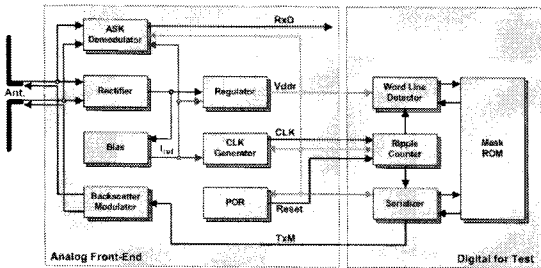 ASK
Demodulator
RxD
Ant.
Rectifier
Regulator
Vddr
Word Line
Detector
Mask
ROM
Bias
Iref
CLK
Generator
CLK
Ripple
Counter
Backscatter
Modulator
POR
Reset
Serializer
TxM
Analog Front-End
Digital for Test